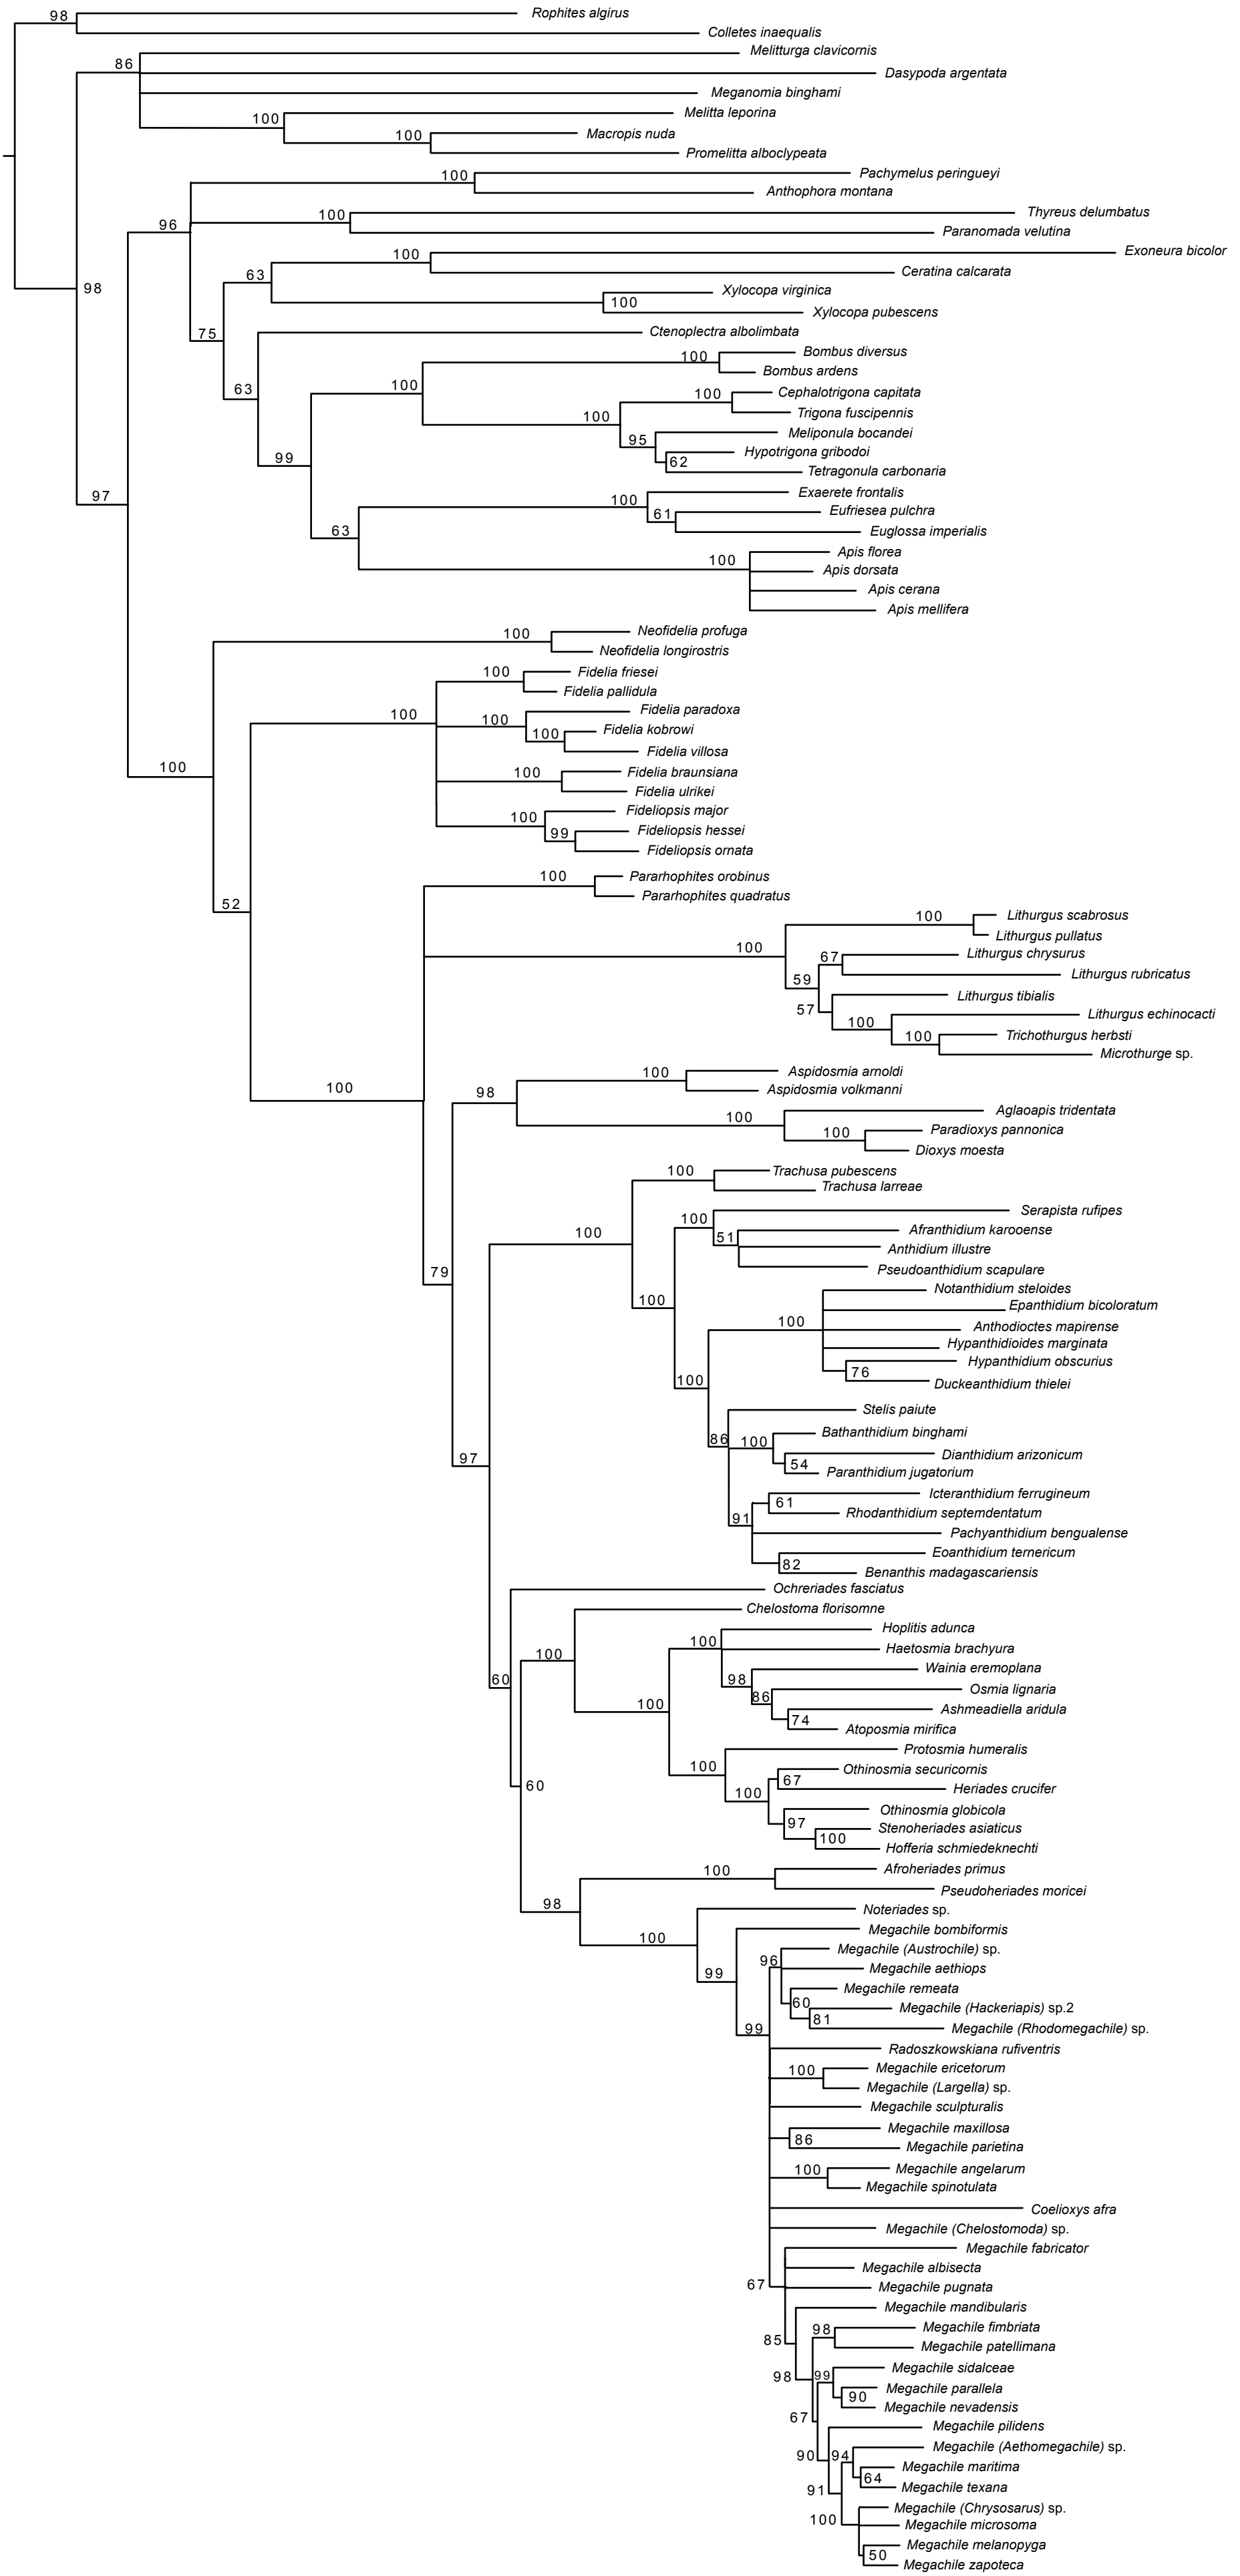 98 Rophites algirus
Colletes inaequalis
86 Melitturga clavicornis
Dasypoda argentata
Meganomia binghami
100 Melitta leporina
100 Macropis nuda
Promelitta alboclypeata
100 Pachymelus peringueyi
Anthophora montana
96 100 Thyreus delumbatus
Paranomada velutina
100 Exoneura bicolor
63 Ceratina calcarata
98 Xylocopa virginica
100
Xylocopa pubescens
75 Ctenoplectra albolimbata
100 Bombus diversus
Bombus ardens
63 100 100 Cephalotrigona capitata
100 Trigona fuscipennis
95 Meliponula bocandei
99 Hypotrigona gribodoi
62
Tetragonula carbonaria
97 100 Exaerete frontalis
61 Eufriesea pulchra
63 Euglossa imperialis
100 Apis florea
Apis dorsata
Apis cerana
Apis mellifera
100 Neofidelia profuga
Neofidelia longirostris
100 Fidelia friesei
Fidelia pallidula
100 100 Fidelia paradoxa
100 Fidelia kobrowi
Fidelia villosa
100 100 Fidelia braunsiana
Fidelia ulrikei
100 Fideliopsis major
99 Fideliopsis hessei
Fideliopsis ornata
100 Pararhophites orobinus
Pararhophites quadratus
52 100 Lithurgus scabrosus
Lithurgus pullatus
100 67 Lithurgus chrysurus
59 Lithurgus rubricatus
57 Lithurgus tibialis
100 Lithurgus echinocacti
100 Trichothurgus herbsti
Microthurge sp.
100 98 100 Aspidosmia arnoldi
Aspidosmia volkmanni
100 Aglaoapis tridentata
100 Paradioxys pannonica
Dioxys moesta
100 Trachusa pubescens
Trachusa larreae
100 100 Serapista rufipes
51 Afranthidium karooense
Anthidium illustre
79 Pseudoanthidium scapulare
100 Notanthidium steloides
Epanthidium bicoloratum
100 Anthodioctes mapirense
Hypanthidioides marginata
Hypanthidium obscurius
100 76
Duckeanthidium thielei
Stelis paiute
86 100 Bathanthidium binghami
97 Dianthidium arizonicum
54
Paranthidium jugatorium
Icteranthidium ferrugineum
61
Rhodanthidium septemdentatum
91 Pachyanthidium bengualense
Eoanthidium ternericum
82
Benanthis madagascariensis
Ochreriades fasciatus
Chelostoma florisomne
Hoplitis adunca
100 100 Haetosmia brachyura
60 98 Wainia eremoplana
86 Osmia lignaria
100 Ashmeadiella aridula
74
Atoposmia mirifica
Protosmia humeralis
100 Othinosmia securicornis
60 100 67
Heriades crucifer
Othinosmia globicola
97 Stenoheriades asiaticus
100
Hofferia schmiedeknechti
100 Afroheriades primus
Pseudoheriades moricei
98 Noteriades sp.
100 Megachile bombiformis
96 Megachile (Austrochile) sp.
99 Megachile aethiops
Megachile remeata
60 Megachile (Hackeriapis) sp.2
81
99 Megachile (Rhodomegachile) sp.
Radoszkowskiana rufiventris
100 Megachile ericetorum
Megachile (Largella) sp.
Megachile sculpturalis
Megachile maxillosa
86
Megachile parietina
100 Megachile angelarum
Megachile spinotulata
Coelioxys afra
Megachile (Chelostomoda) sp.
Megachile fabricator
Megachile albisecta
67 Megachile pugnata
Megachile mandibularis
85 98 Megachile fimbriata
Megachile patellimana
98 99 Megachile sidalceae
Megachile parallela
90
67 Megachile nevadensis
Megachile pilidens
90 94 Megachile (Aethomegachile) sp.
Megachile maritima
64
91 Megachile texana
Megachile (Chrysosarus) sp.
100 Megachile microsoma
Megachile melanopyga
50
Megachile zapoteca